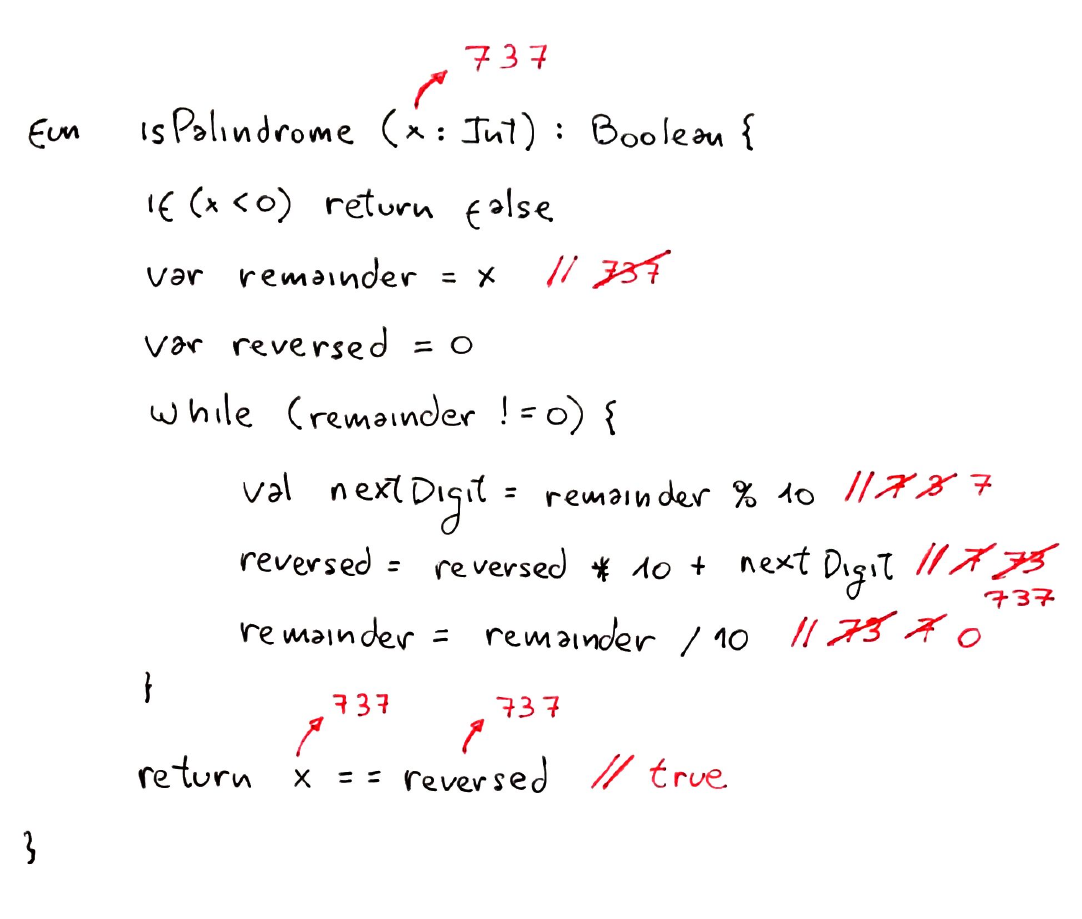 737
fun isPalindrome (x: Int) : Boolean {
if (x < 0) return false
var remainder = x // 737
var reversed = 0
while (remainder != 0) {
val nextDigit = remainder % 10 // 7 3 7
reversed = reversed * 10 + nextDigit // 7 73
737
remainder = remainder / 10 // 73 7 0
}
737 737
return x == reversed // true
}